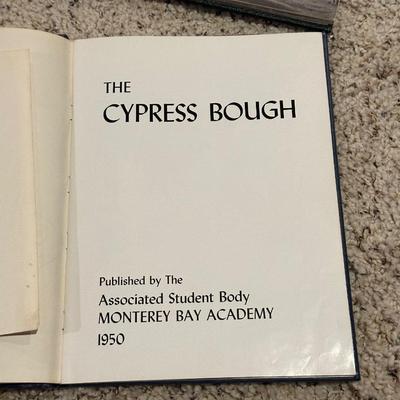 THE
CYPRESS BOUGH
Published by The
Associated Student Body
MONTEREY BAY ACADEMY
1950